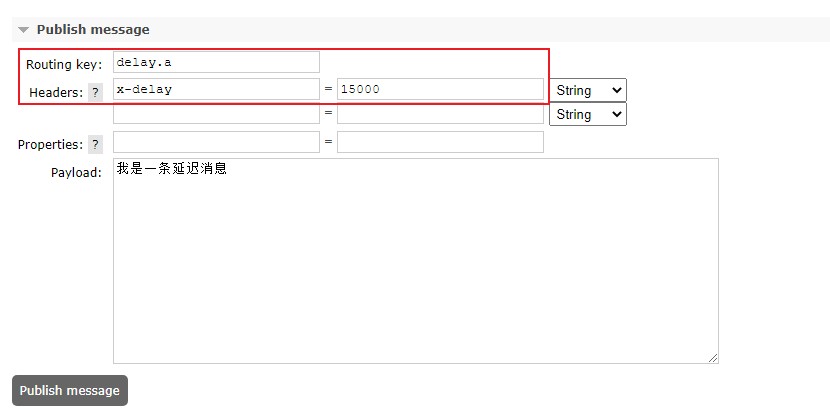 Publish message
Routing key: delay.a
Headers: ? x-delay = 15000 String
= String
Properties: ? =
Payload: 我是一条延迟消息
Publish message